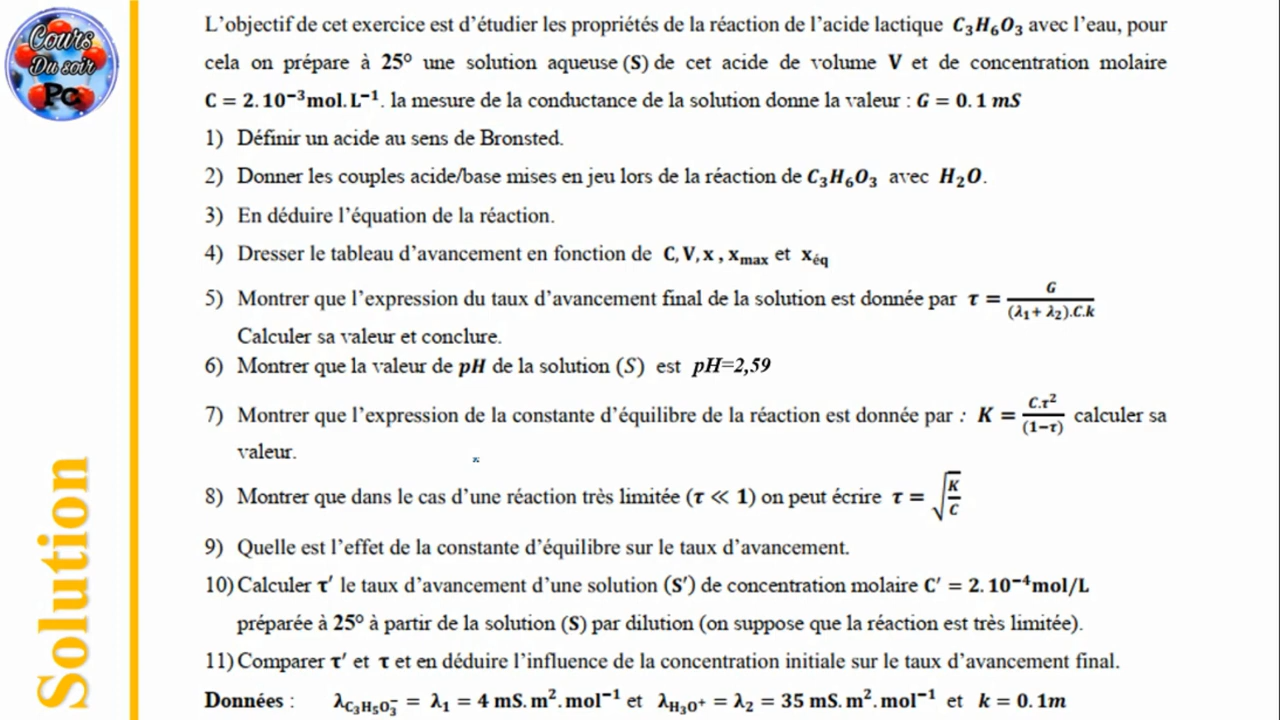 Cours
Du soir
PC
Solution
L'objectif de cet exercice est d'étudier les propriétés de la réaction de l'acide lactique C₃H₆O₃ avec l'eau, pour
cela on prépare à 25° une solution aqueuse (S) de cet acide de volume V et de concentration molaire
C = 2.10⁻³mol.L⁻¹. la mesure de la conductance de la solution donne la valeur : G = 0.1 mS
1) Définir un acide au sens de Bronsted.
2) Donner les couples acide/base mises en jeu lors de la réaction de C₃H₆O₃ avec H₂O.
3) En déduire l'équation de la réaction.
4) Dresser le tableau d'avancement en fonction de C, V, x , xₘₐₓ et x_éq
5) Montrer que l'expression du taux d'avancement final de la solution est donnée par τ = G/((λ₁+ λ₂).C.k)
Calculer sa valeur et conclure.
6) Montrer que la valeur de pH de la solution (S) est pH=2,59
7) Montrer que l'expression de la constante d'équilibre de la réaction est donnée par : K = C.τ²/(1−τ) calculer sa
valeur.
8) Montrer que dans le cas d'une réaction très limitée (τ ≪ 1) on peut écrire τ = √(K/C)
9) Quelle est l'effet de la constante d'équilibre sur le taux d'avancement.
10) Calculer τ′ le taux d'avancement d'une solution (S′) de concentration molaire C′ = 2.10⁻⁴mol/L
préparée à 25° à partir de la solution (S) par dilution (on suppose que la réaction est très limitée).
11) Comparer τ′ et τ et en déduire l'influence de la concentration initiale sur le taux d'avancement final.
Données : λ_C₃H₅O₃⁻ = λ₁ = 4 mS.m².mol⁻¹ et λ_H₃O⁺ = λ₂ = 35 mS.m².mol⁻¹ et k = 0.1m